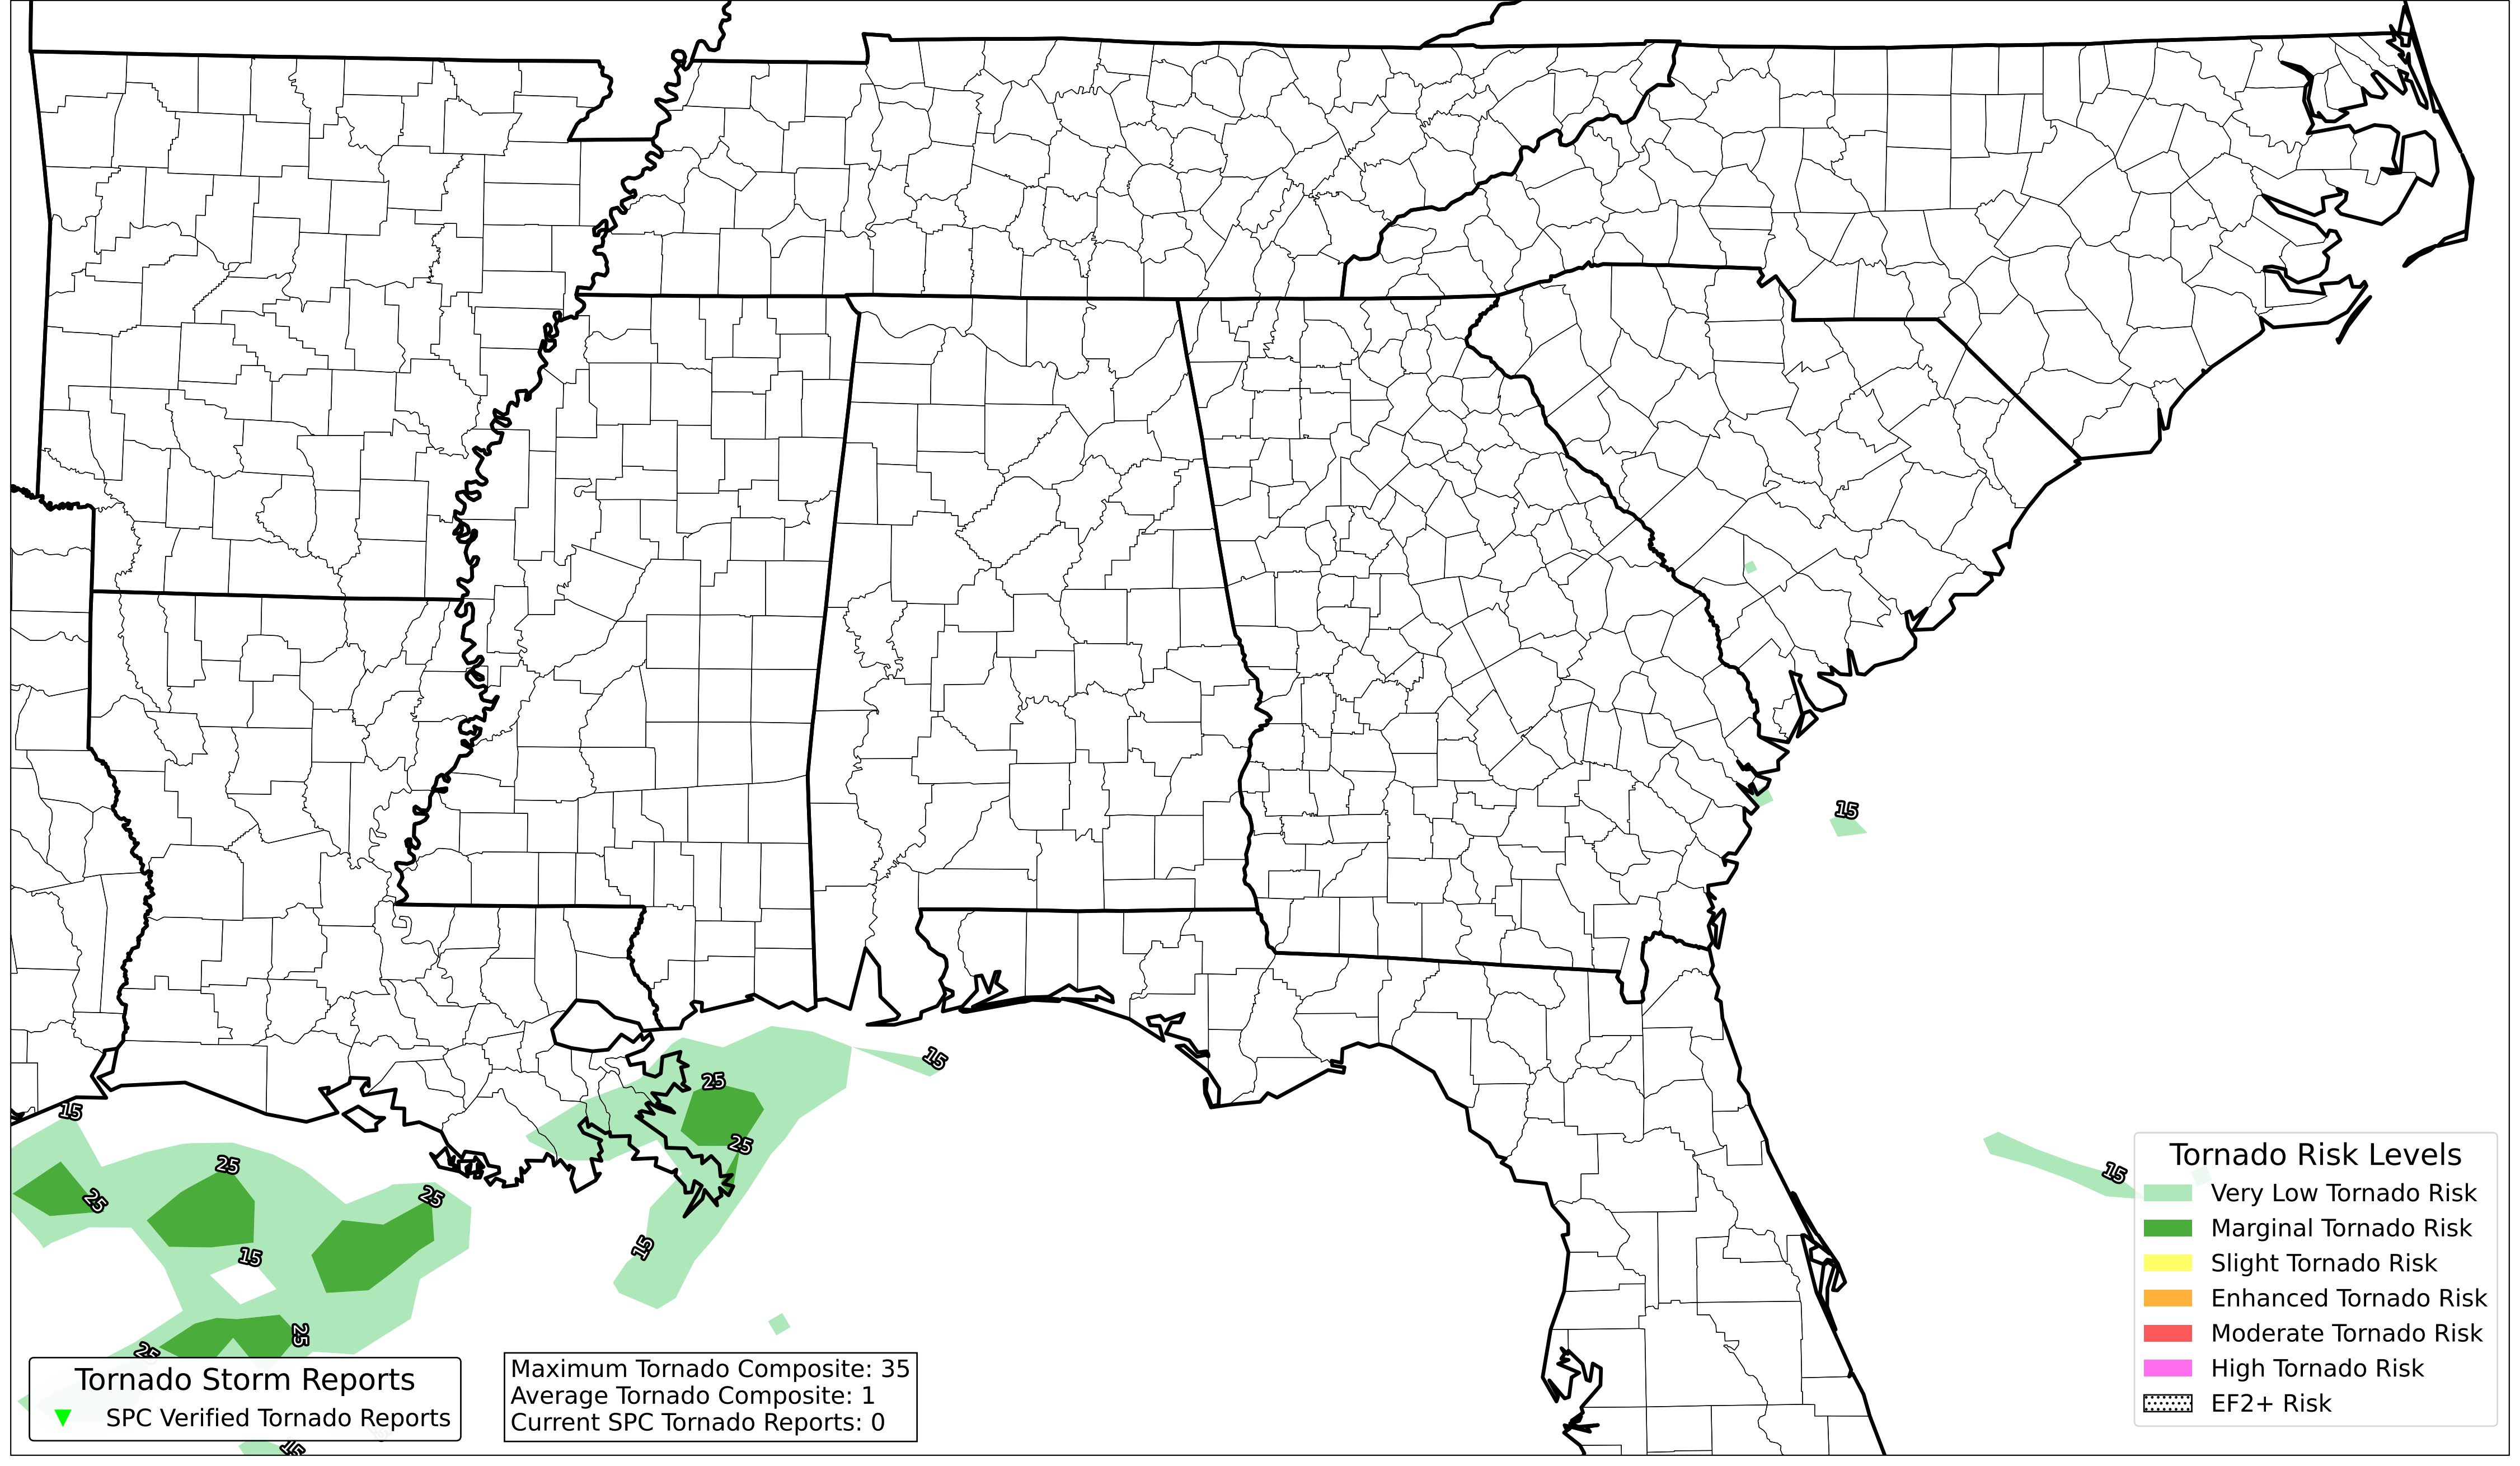 15
15
15
25
25
15
25
25
25
25
15
15
25
25
15
Tornado Risk Levels
Very Low Tornado Risk
Marginal Tornado Risk
Slight Tornado Risk
Enhanced Tornado Risk
Moderate Tornado Risk
High Tornado Risk
EF2+ Risk
Tornado Storm Reports
SPC Verified Tornado Reports
Maximum Tornado Composite: 35
Average Tornado Composite: 1
Current SPC Tornado Reports: 0
15